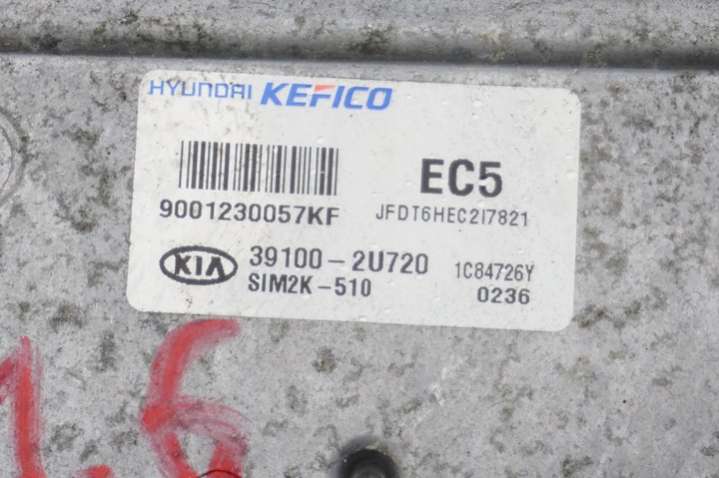 HYUNDAI KEFICO
EC5
9001230057KF JFDT6HEC2I7821
KIA 39100-2U720 1C84726Y
SIM2K-510 0236
1.6